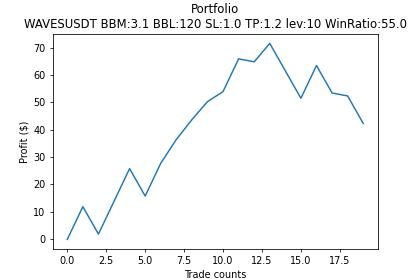 Portfolio
WAVESUSDT BBM:3.1 BBL:120 SL:1.0 TP:1.2 lev:10 WinRatio:55.0
70
60
50
40
30
20
10
0
Profit ($)
0.0 2.5 5.0 7.5 10.0 12.5 15.0 17.5
Trade counts